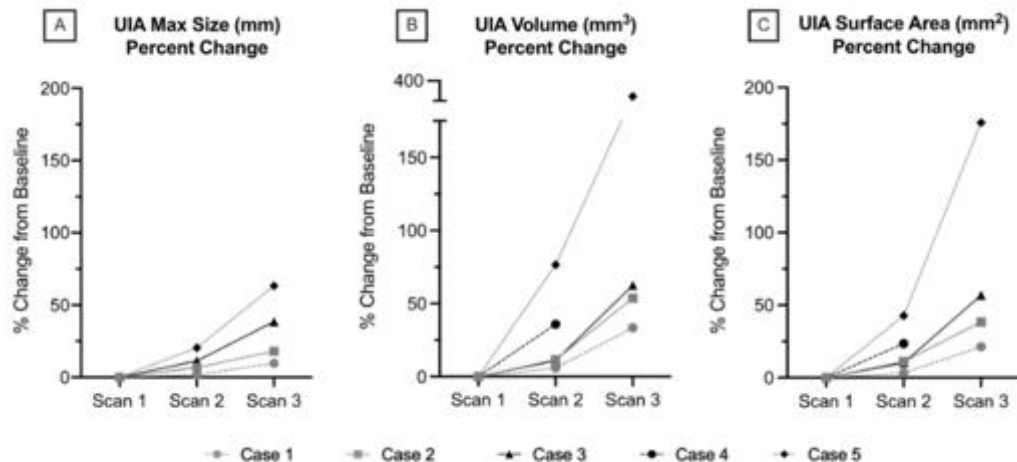 A
UIA Max Size (mm)
Percent Change
% Change from Baseline
200
150
100
50
0
Scan 1 Scan 2 Scan 3
B
UIA Volume (mm³)
Percent Change
% Change from Baseline
400
150
100
50
0
Scan 1 Scan 2 Scan 3
C
UIA Surface Area (mm²)
Percent Change
% Change from Baseline
200
150
100
50
0
Scan 1 Scan 2 Scan 3
Case 1 Case 2 Case 3 Case 4 Case 5